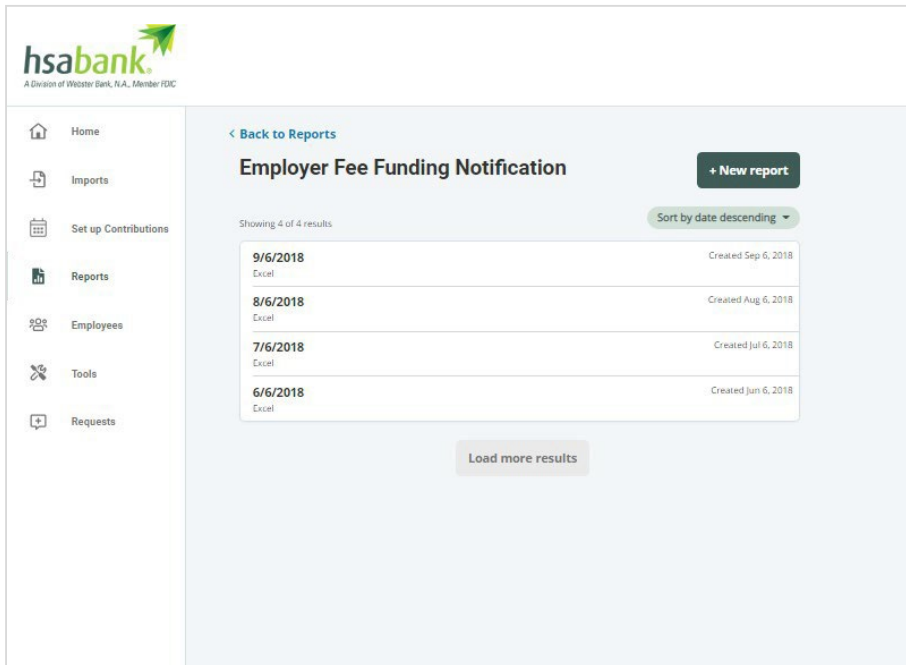 hsabank®
A Division of Webster Bank, N.A., Member FDIC
Home
Imports
Set up Contributions
Reports
Employees
Tools
Requests
< Back to Reports
Employer Fee Funding Notification
+ New report
Showing 4 of 4 results
Sort by date descending
9/6/2018
Created Sep 6, 2018
Excel
8/6/2018
Created Aug 6, 2018
Excel
7/6/2018
Created Jul 6, 2018
Excel
6/6/2018
Created Jun 6, 2018
Excel
Load more results